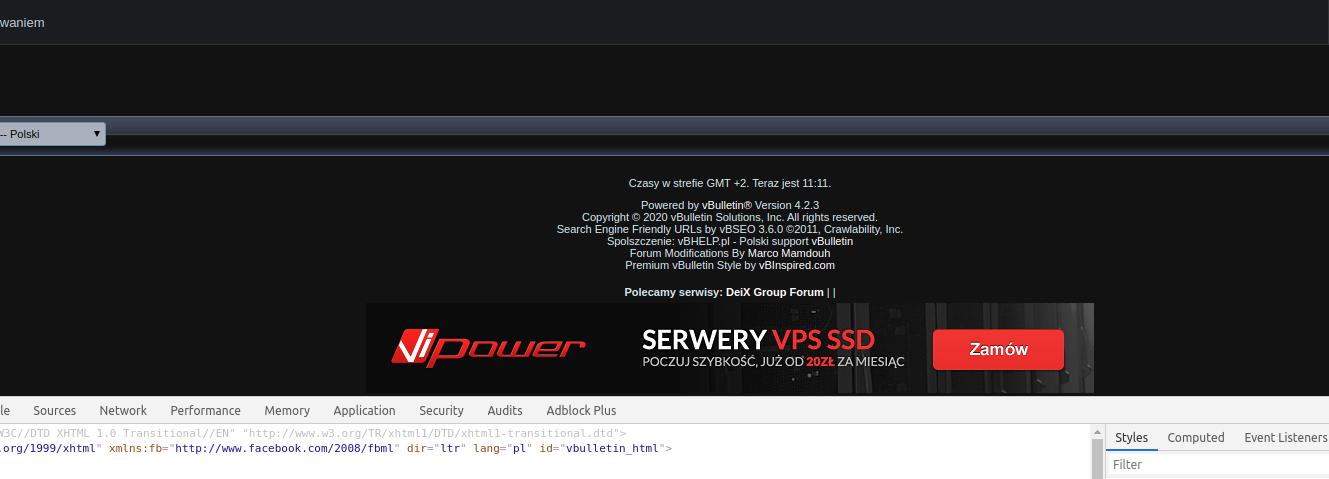 waniem
-- Polski
Czasy w strefie GMT +2. Teraz jest 11:11.
Powered by vBulletin® Version 4.2.3
Copyright © 2020 vBulletin Solutions, Inc. All rights reserved.
Search Engine Friendly URLs by vBSEO 3.6.0 ©2011, Crawlability, Inc.
Spolszczenie: vBHELP.pl - Polski support vBulletin
Forum Modifications By Marco Mamdouh
Premium vBulletin Style by vBInspired.com
Polecamy serwisy: DeiX Group Forum | |
Vipower
SERWERY VPS SSD
POCZUJ SZYBKOŚĆ, JUŻ OD 20ZŁ ZA MIESIĄC
Zamów
le Sources Network Performance Memory Application Security Audits Adblock Plus
W3C//DTD XHTML 1.0 Transitional//EN" "http://www.w3.org/TR/xhtml1/DTD/xhtml1-transitional.dtd">
.org/1999/xhtml" xmlns:fb="http://www.facebook.com/2008/fbml" dir="ltr" lang="pl" id="vbulletin_html">
Styles Computed Event Listeners
Filter